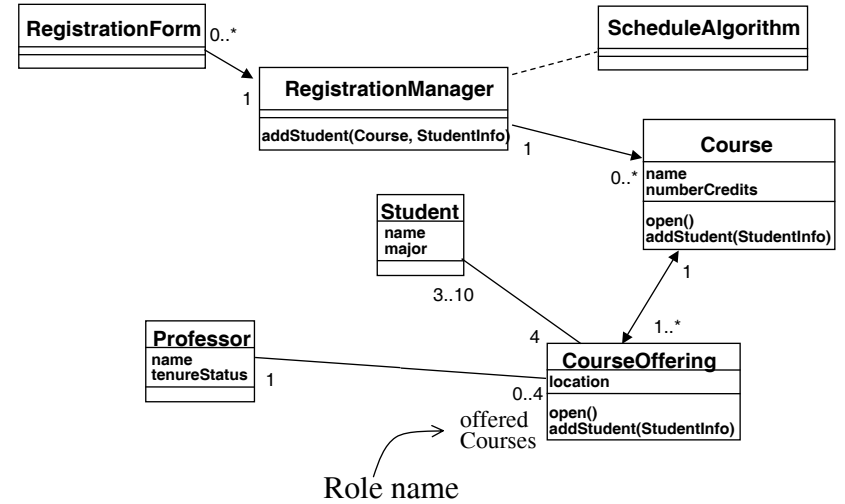 RegistrationForm
0..*
ScheduleAlgorithm
RegistrationManager
1
addStudent(Course, StudentInfo)
1
Course
0..*
name
numberCredits
open()
addStudent(StudentInfo)
Student
name
major
1
3..10
1..*
4
Professor
name
tenureStatus
1
CourseOffering
location
0..4
open()
addStudent(StudentInfo)
offered
Courses
Role name